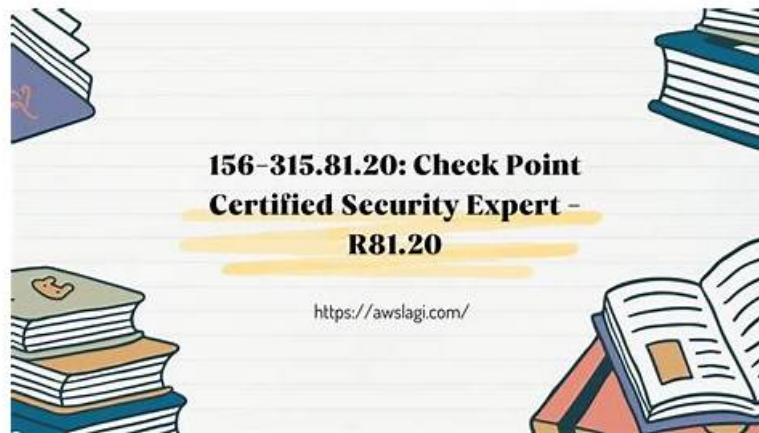 156-315.81.20: Check Point
Certified Security Expert -
R81.20
https://awslagi.com/